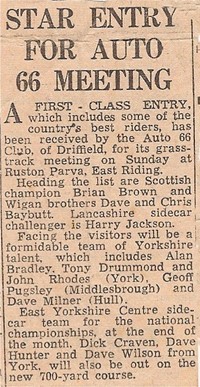 STAR ENTRY
FOR AUTO
66 MEETING
A FIRST - CLASS ENTRY,
which includes some of the
country's best riders, has
been received by the Auto 66
Club, of Driffield, for its grass-
track meeting on Sunday at
Ruston Parva, East Riding.
Heading the list are Scottish
champion Brian Brown and
Wigan brothers Dave and Chris
Baybutt. Lancashire sidecar
challenger is Harry Jackson.
Facing the visitors will be a
formidable team of Yorkshire
talent, which includes Alan
Bradley, Tony Drummond and
John Rhodes (York), Geoff
Pugsley (Middlesbrough) and
Dave Milner (Hull).
East Yorkshire Centre side-
car team for the national
championships, at the end of
the month, Dick Craven, Dave
Hunter and Dave Wilson from
York, will also be out on the
new 700-yard course.